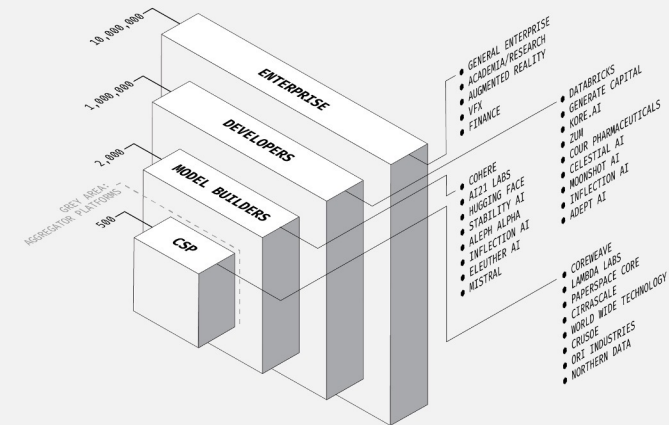 10,000,000
ENTERPRISE
1,000,000
DEVELOPERS
2,000
MODEL BUILDERS
GREY AREA:
AGGREGATOR PLATFORMS
500
CSP
GENERAL ENTERPRISE
ACADEMIA/RESEARCH
AUGMENTED REALITY
VFX
FINANCE
DATABRICKS
GENERATE CAPITAL
KORE.AI
ZUM
COUR PHARMACEUTICALS
CELESTIAL AI
MOONSHOT AI
INFLECTION AI
ADEPT AI
COHERE
AI21 LABS
HUGGING FACE
STABILITY AI
ALEPH ALPHA
INFLECTION AI
ELEUTHER AI
MISTRAL
COREWEAVE
LAMBDA LABS
PAPERSPACE CORE
CIRRASCALE
WORLD WIDE TECHNOLOGY
CRUSOE
ORI INDUSTRIES
NORTHERN DATA